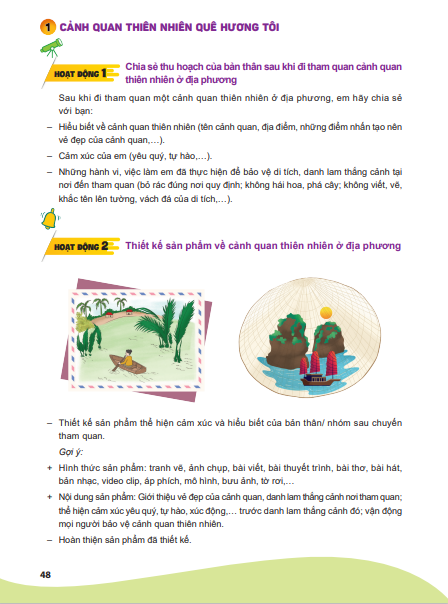 1 CẢNH QUAN THIÊN NHIÊN QUÊ HƯƠNG TÔI
HOẠT ĐỘNG 1 Chia sẻ thu hoạch của bản thân sau khi đi tham quan cảnh quan
thiên nhiên ở địa phương
Sau khi đi tham quan một cảnh quan thiên nhiên ở địa phương, em hãy chia sẻ
với bạn:
– Hiểu biết về cảnh quan thiên nhiên (tên cảnh quan, địa điểm, những điểm nhấn tạo nên
vẻ đẹp của cảnh quan,...).
– Cảm xúc của em (yêu quý, tự hào,...).
– Những hành vi, việc làm em đã thực hiện để bảo vệ di tích, danh lam thắng cảnh tại
nơi đến tham quan (bỏ rác đúng nơi quy định; không hái hoa, phá cây; không viết, vẽ,
khắc tên lên tường, vách đá của di tích,...).
HOẠT ĐỘNG 2 Thiết kế sản phẩm về cảnh quan thiên nhiên ở địa phương
– Thiết kế sản phẩm thể hiện cảm xúc và hiểu biết của bản thân/ nhóm sau chuyến
tham quan.
Gợi ý:
+ Hình thức sản phẩm: tranh vẽ, ảnh chụp, bài viết, bài thuyết trình, bài thơ, bài hát,
bản nhạc, video clip, áp phích, mô hình, bưu ảnh, tờ rơi,...
+ Nội dung sản phẩm: Giới thiệu vẻ đẹp của cảnh quan, danh lam thắng cảnh nơi tham quan;
thể hiện cảm xúc yêu quý, tự hào, xúc động,... trước danh lam thắng cảnh đó; vận động
mọi người bảo vệ cảnh quan thiên nhiên.
– Hoàn thiện sản phẩm đã thiết kế.
48